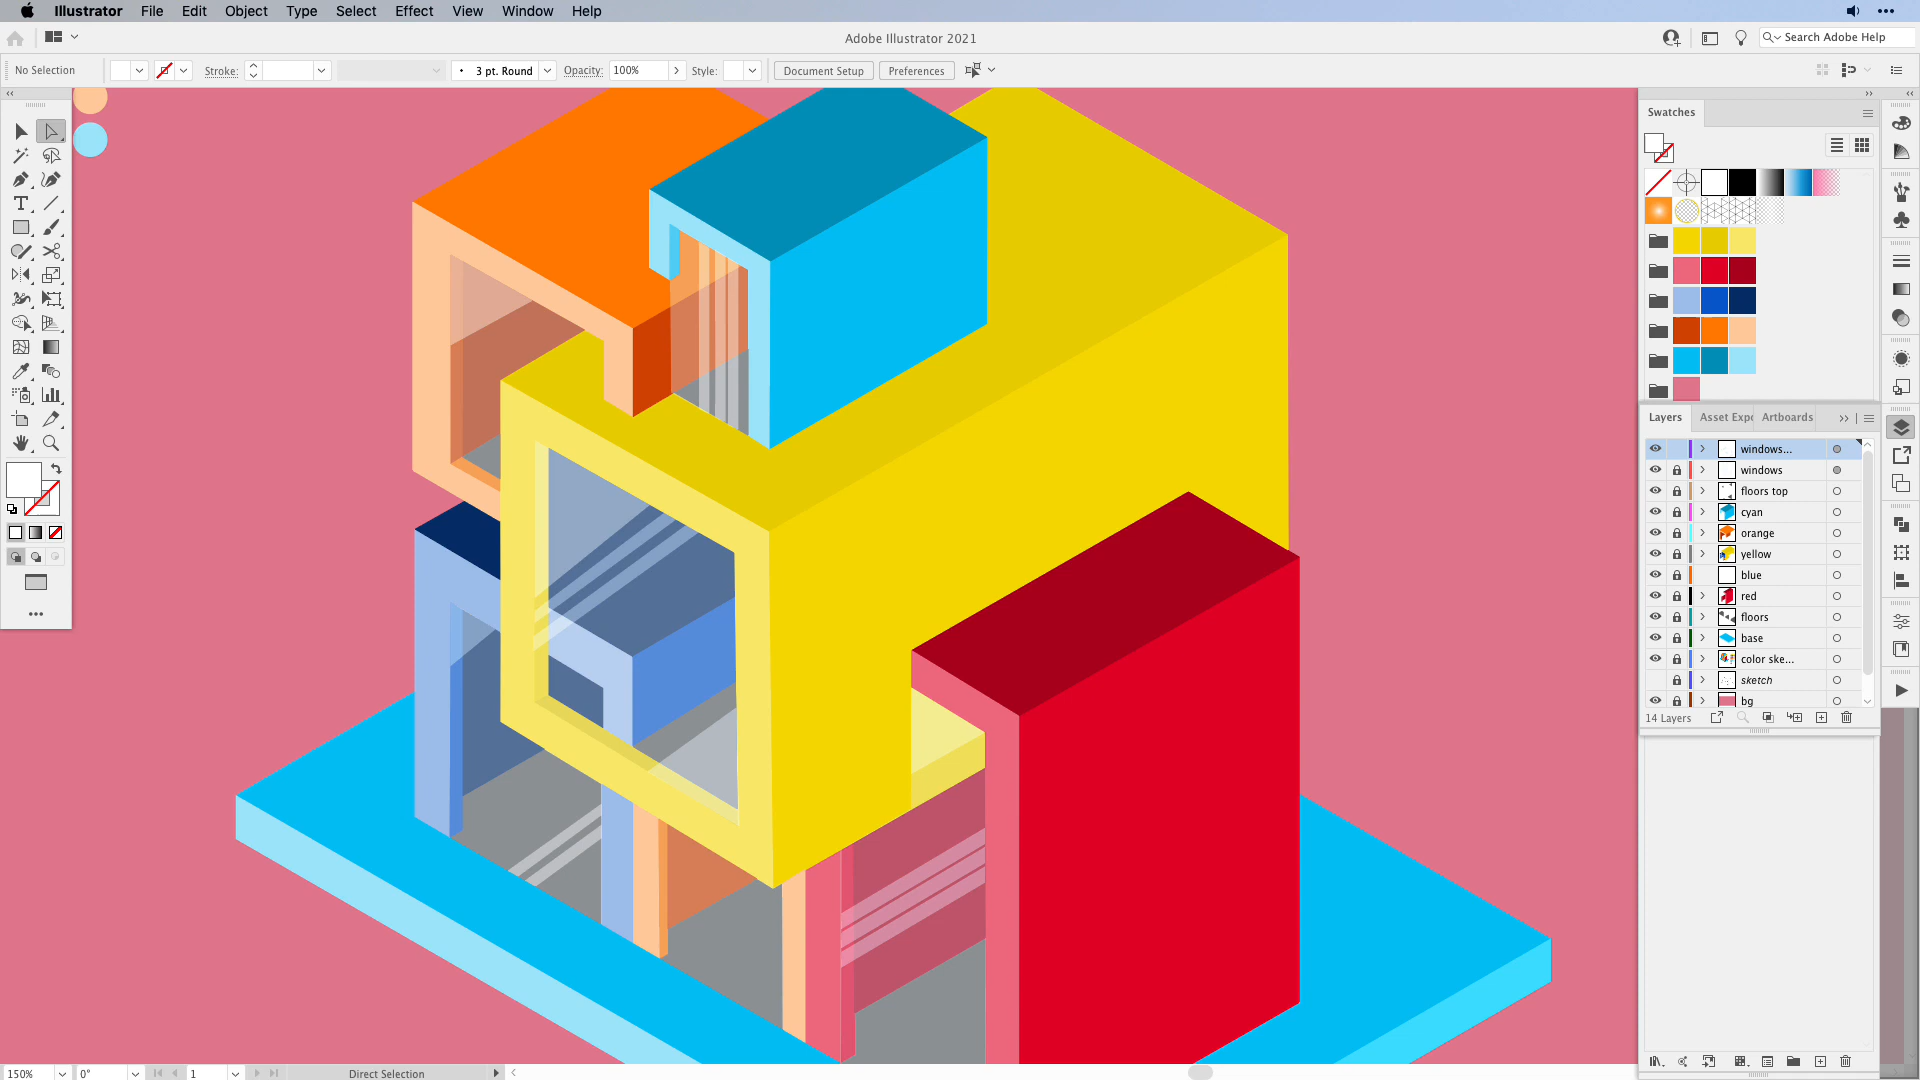 Illustrator File Edit Object Type Select Effect View Window Help
Adobe Illustrator 2021
Search Adobe Help
No Selection Stroke: 3 pt. Round Opacity: 100% Style: Document Setup Preferences
Swatches
Layers Asset Expo Artboards
windows...
windows
floors top
cyan
orange
yellow
blue
red
floors
base
color ske...
sketch
bg
14 Layers
150% 0° 1 Direct Selection